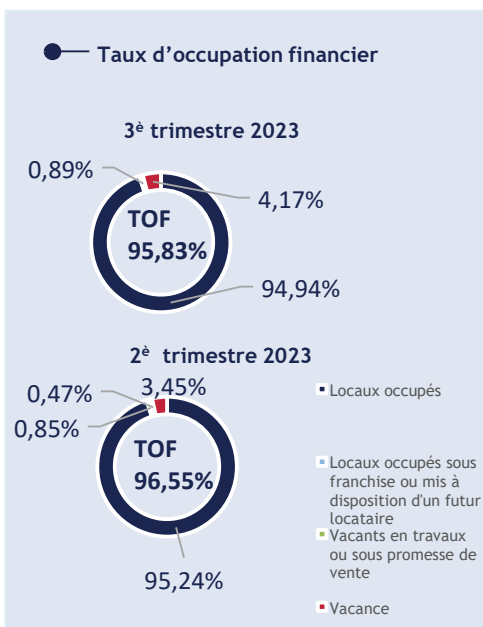 Taux d’occupation financier
3è trimestre 2023
0,89%
4,17%
TOF
95,83%
94,94%
2è trimestre 2023
0,47%
3,45%
0,85%
TOF
96,55%
95,24%
Locaux occupés
Locaux occupés sous
franchise ou mis à
disposition d'un futur
locataire
Vacants en travaux
ou sous promesse de
vente
Vacance